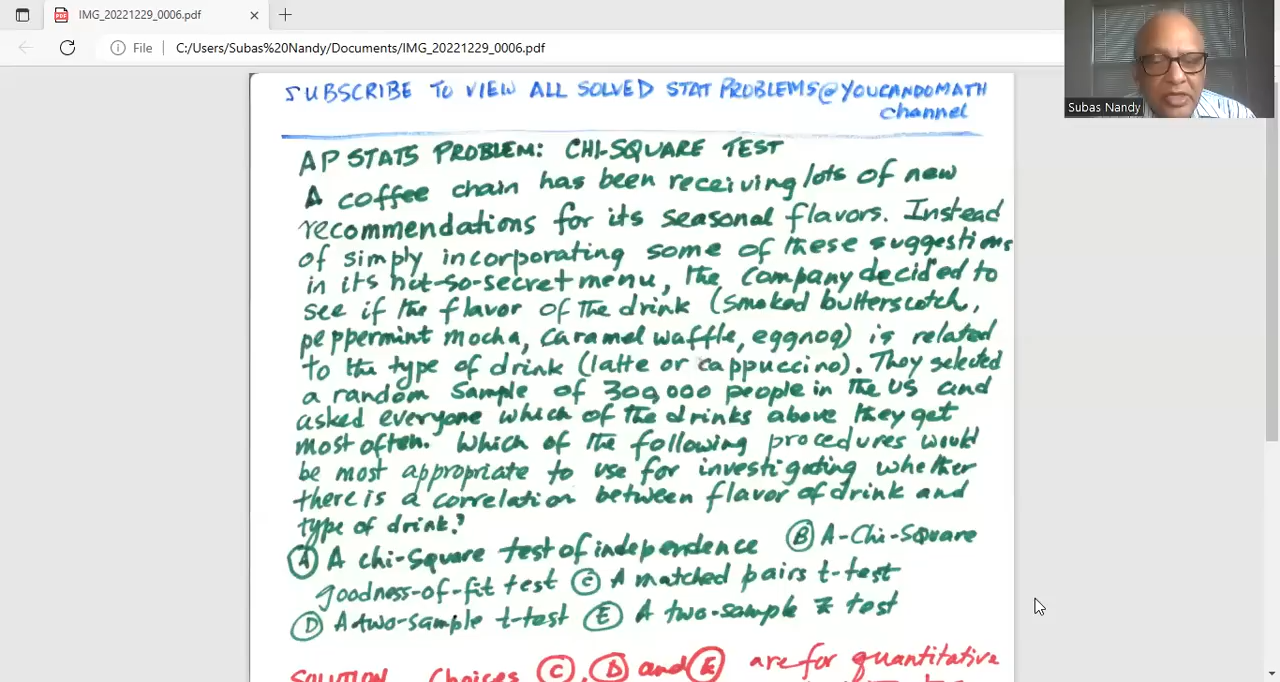 IMG_20221229_0006.pdf
File
C:/Users/Subas%20Nandy/Documents/IMG_20221229_0006.pdf
Subas Nandy
SUBSCRIBE TO VIEW ALL SOLVED STAT PROBLEMS@YOUCANDOMATH
channel
AP STATS PROBLEM: CHI-SQUARE TEST
A coffee chain has been receiving lots of new
recommendations for its seasonal flavors. Instead
of simply incorporating some of these suggestions
in its not-so-secret menu, the company decided to
see if the flavor of the drink (smoked butterscotch,
peppermint mocha, caramel waffle, eggnog) is related
to the type of drink (latte or cappuccino). They selected
a random sample of 300,000 people in the US and
asked everyone which of the drinks above they get
most often. Which of the following procedures would
be most appropriate to use for investigating whether
there is a correlation between flavor of drink and
type of drink?
(A) A chi-square test of independence (B) A-Chi-Square
goodness-of-fit test (C) A matched pairs t-test
(D) A two-sample t-test (E) A two-sample z test
SOLUTION Choices (C), (D) and (E) are for quantitative